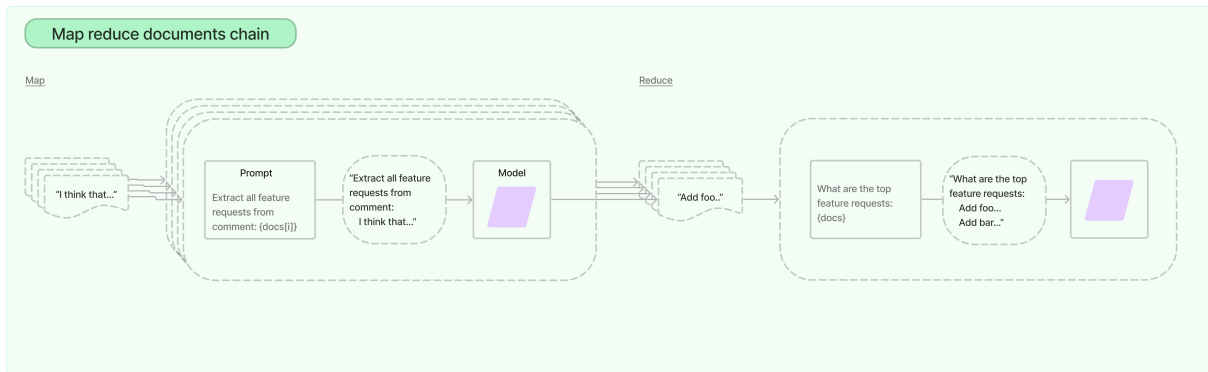 Map reduce documents chain
Map
Reduce
“I think that...”
Prompt
Extract all feature
requests from
comment: {docs[i]}
“Extract all feature
requests from
comment:
I think that...”
Model
“Add foo..”
What are the top
feature requests:
{docs}
“What are the top
feature requests:
Add foo...
Add bar...”